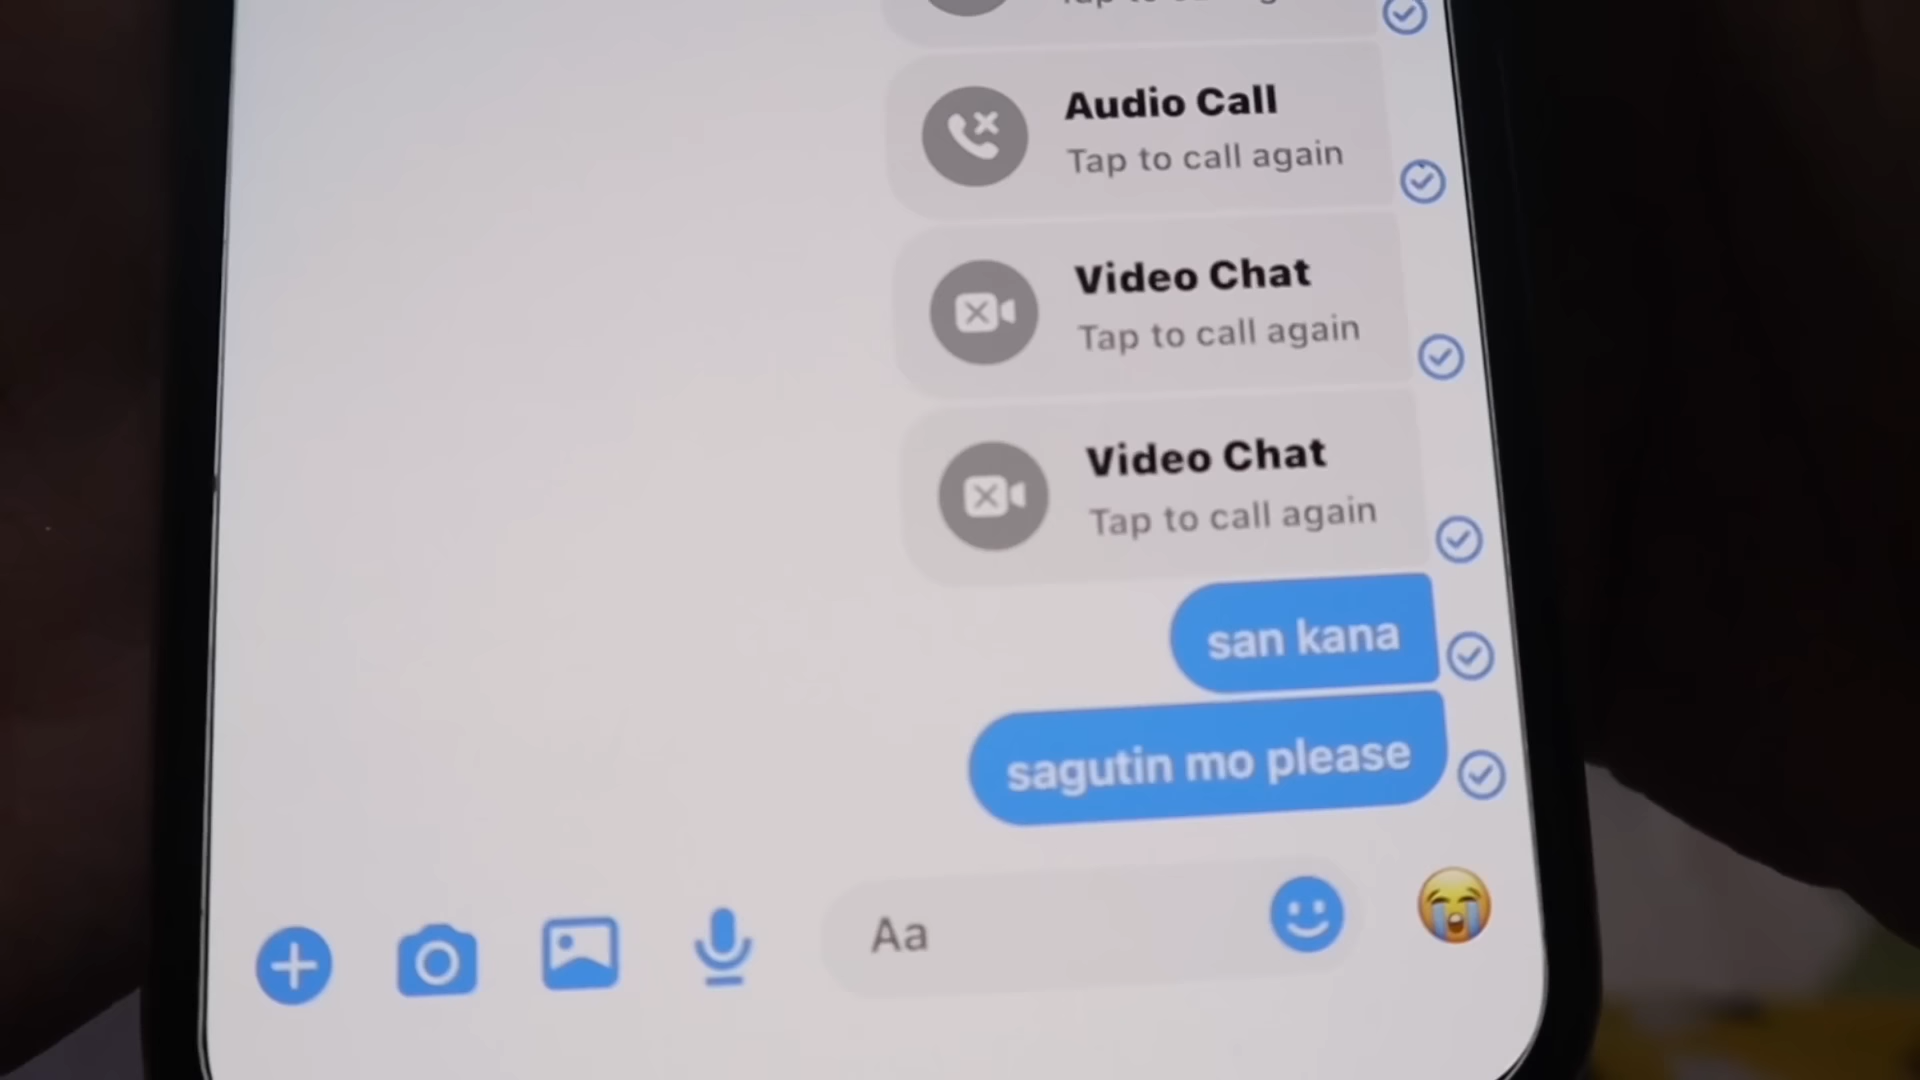 Audio Call
Tap to call again
Video Chat
Tap to call again
Video Chat
Tap to call again
san kana
sagutin mo please
Aa